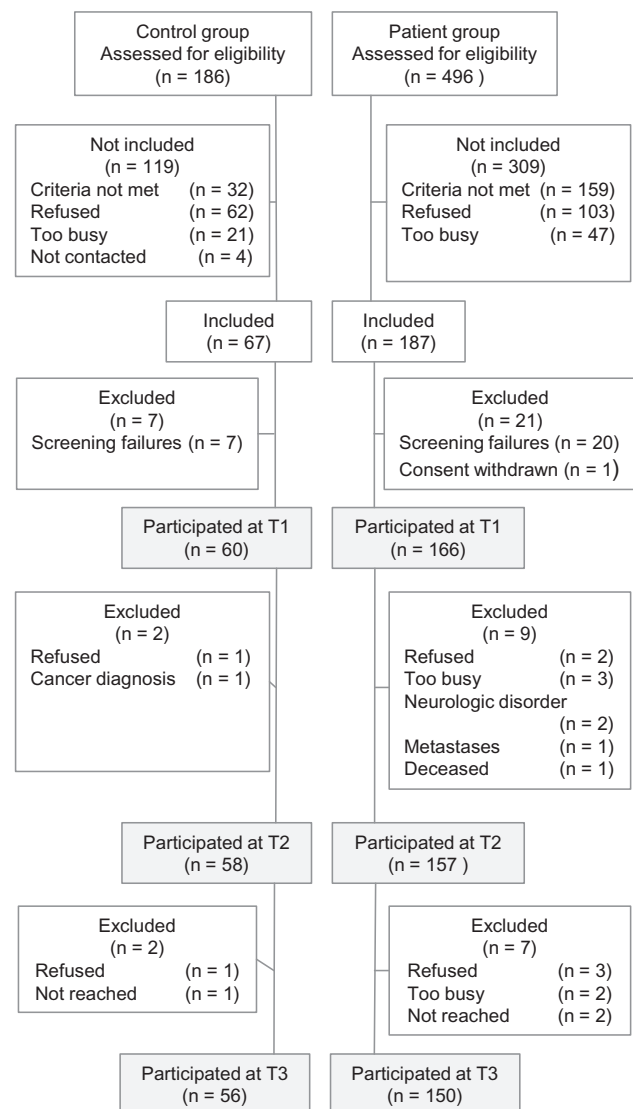 Control group
Assessed for eligibility
(n = 186)
Patient group
Assessed for eligibility
(n = 496 )
Not included
(n = 119)
Criteria not met (n = 32)
Refused (n = 62)
Too busy (n = 21)
Not contacted (n = 4)
Not included
(n = 309)
Criteria not met (n = 159)
Refused (n = 103)
Too busy (n = 47)
Included
(n = 67)
Included
(n = 187)
Excluded
(n = 7)
Screening failures (n = 7)
Excluded
(n = 21)
Screening failures (n = 20)
Consent withdrawn (n = 1)
Participated at T1
(n = 60)
Participated at T1
(n = 166)
Excluded
(n = 2)
Refused (n = 1)
Cancer diagnosis (n = 1)
Excluded
(n = 9)
Refused (n = 2)
Too busy (n = 3)
Neurologic disorder
(n = 2)
Metastases (n = 1)
Deceased (n = 1)
Participated at T2
(n = 58)
Participated at T2
(n = 157 )
Excluded
(n = 2)
Refused (n = 1)
Not reached (n = 1)
Excluded
(n = 7)
Refused (n = 3)
Too busy (n = 2)
Not reached (n = 2)
Participated at T3
(n = 56)
Participated at T3
(n = 150)